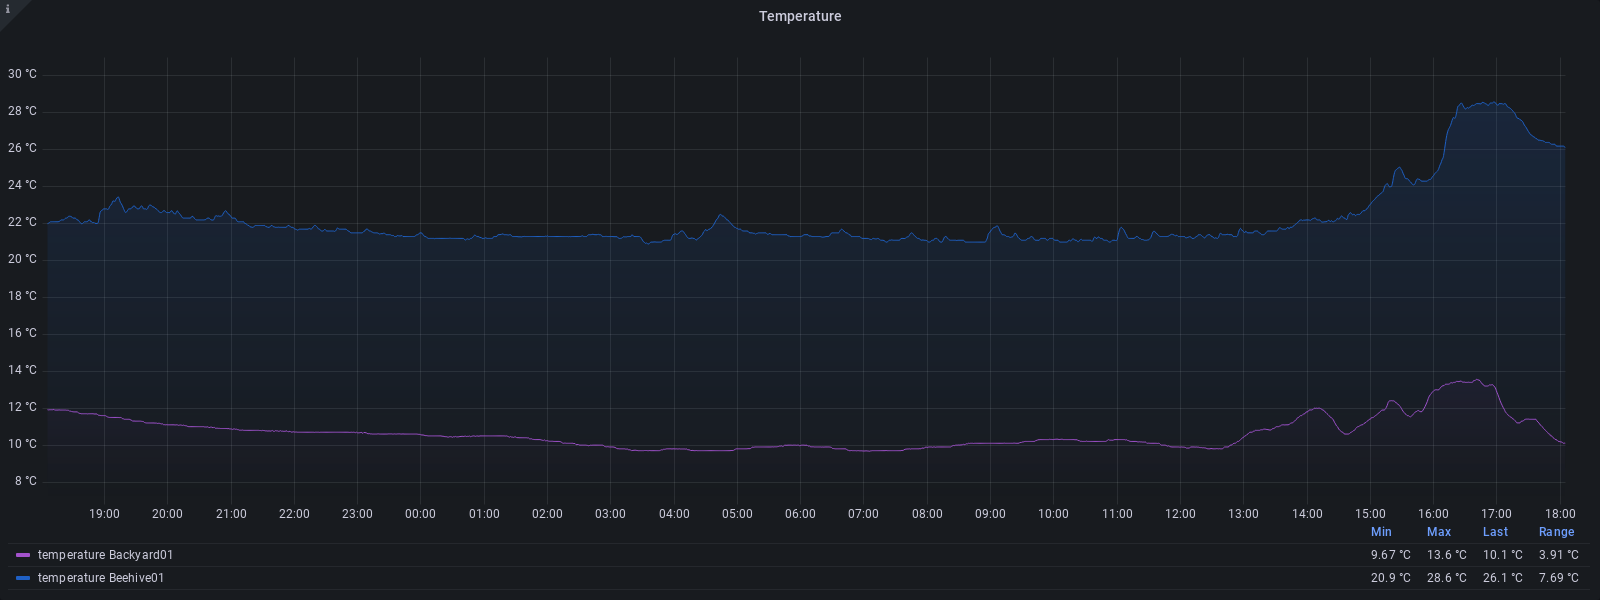 i
Temperature
30 °C
28 °C
26 °C
24 °C
22 °C
20 °C
18 °C
16 °C
14 °C
12 °C
10 °C
8 °C
19:00 20:00 21:00 22:00 23:00 00:00 01:00 02:00 03:00 04:00 05:00 06:00 07:00 08:00 09:00 10:00 11:00 12:00 13:00 14:00 15:00 16:00 17:00 18:00
Min Max Last Range
temperature Backyard01 9.67 °C 13.6 °C 10.1 °C 3.91 °C
temperature Beehive01 20.9 °C 28.6 °C 26.1 °C 7.69 °C